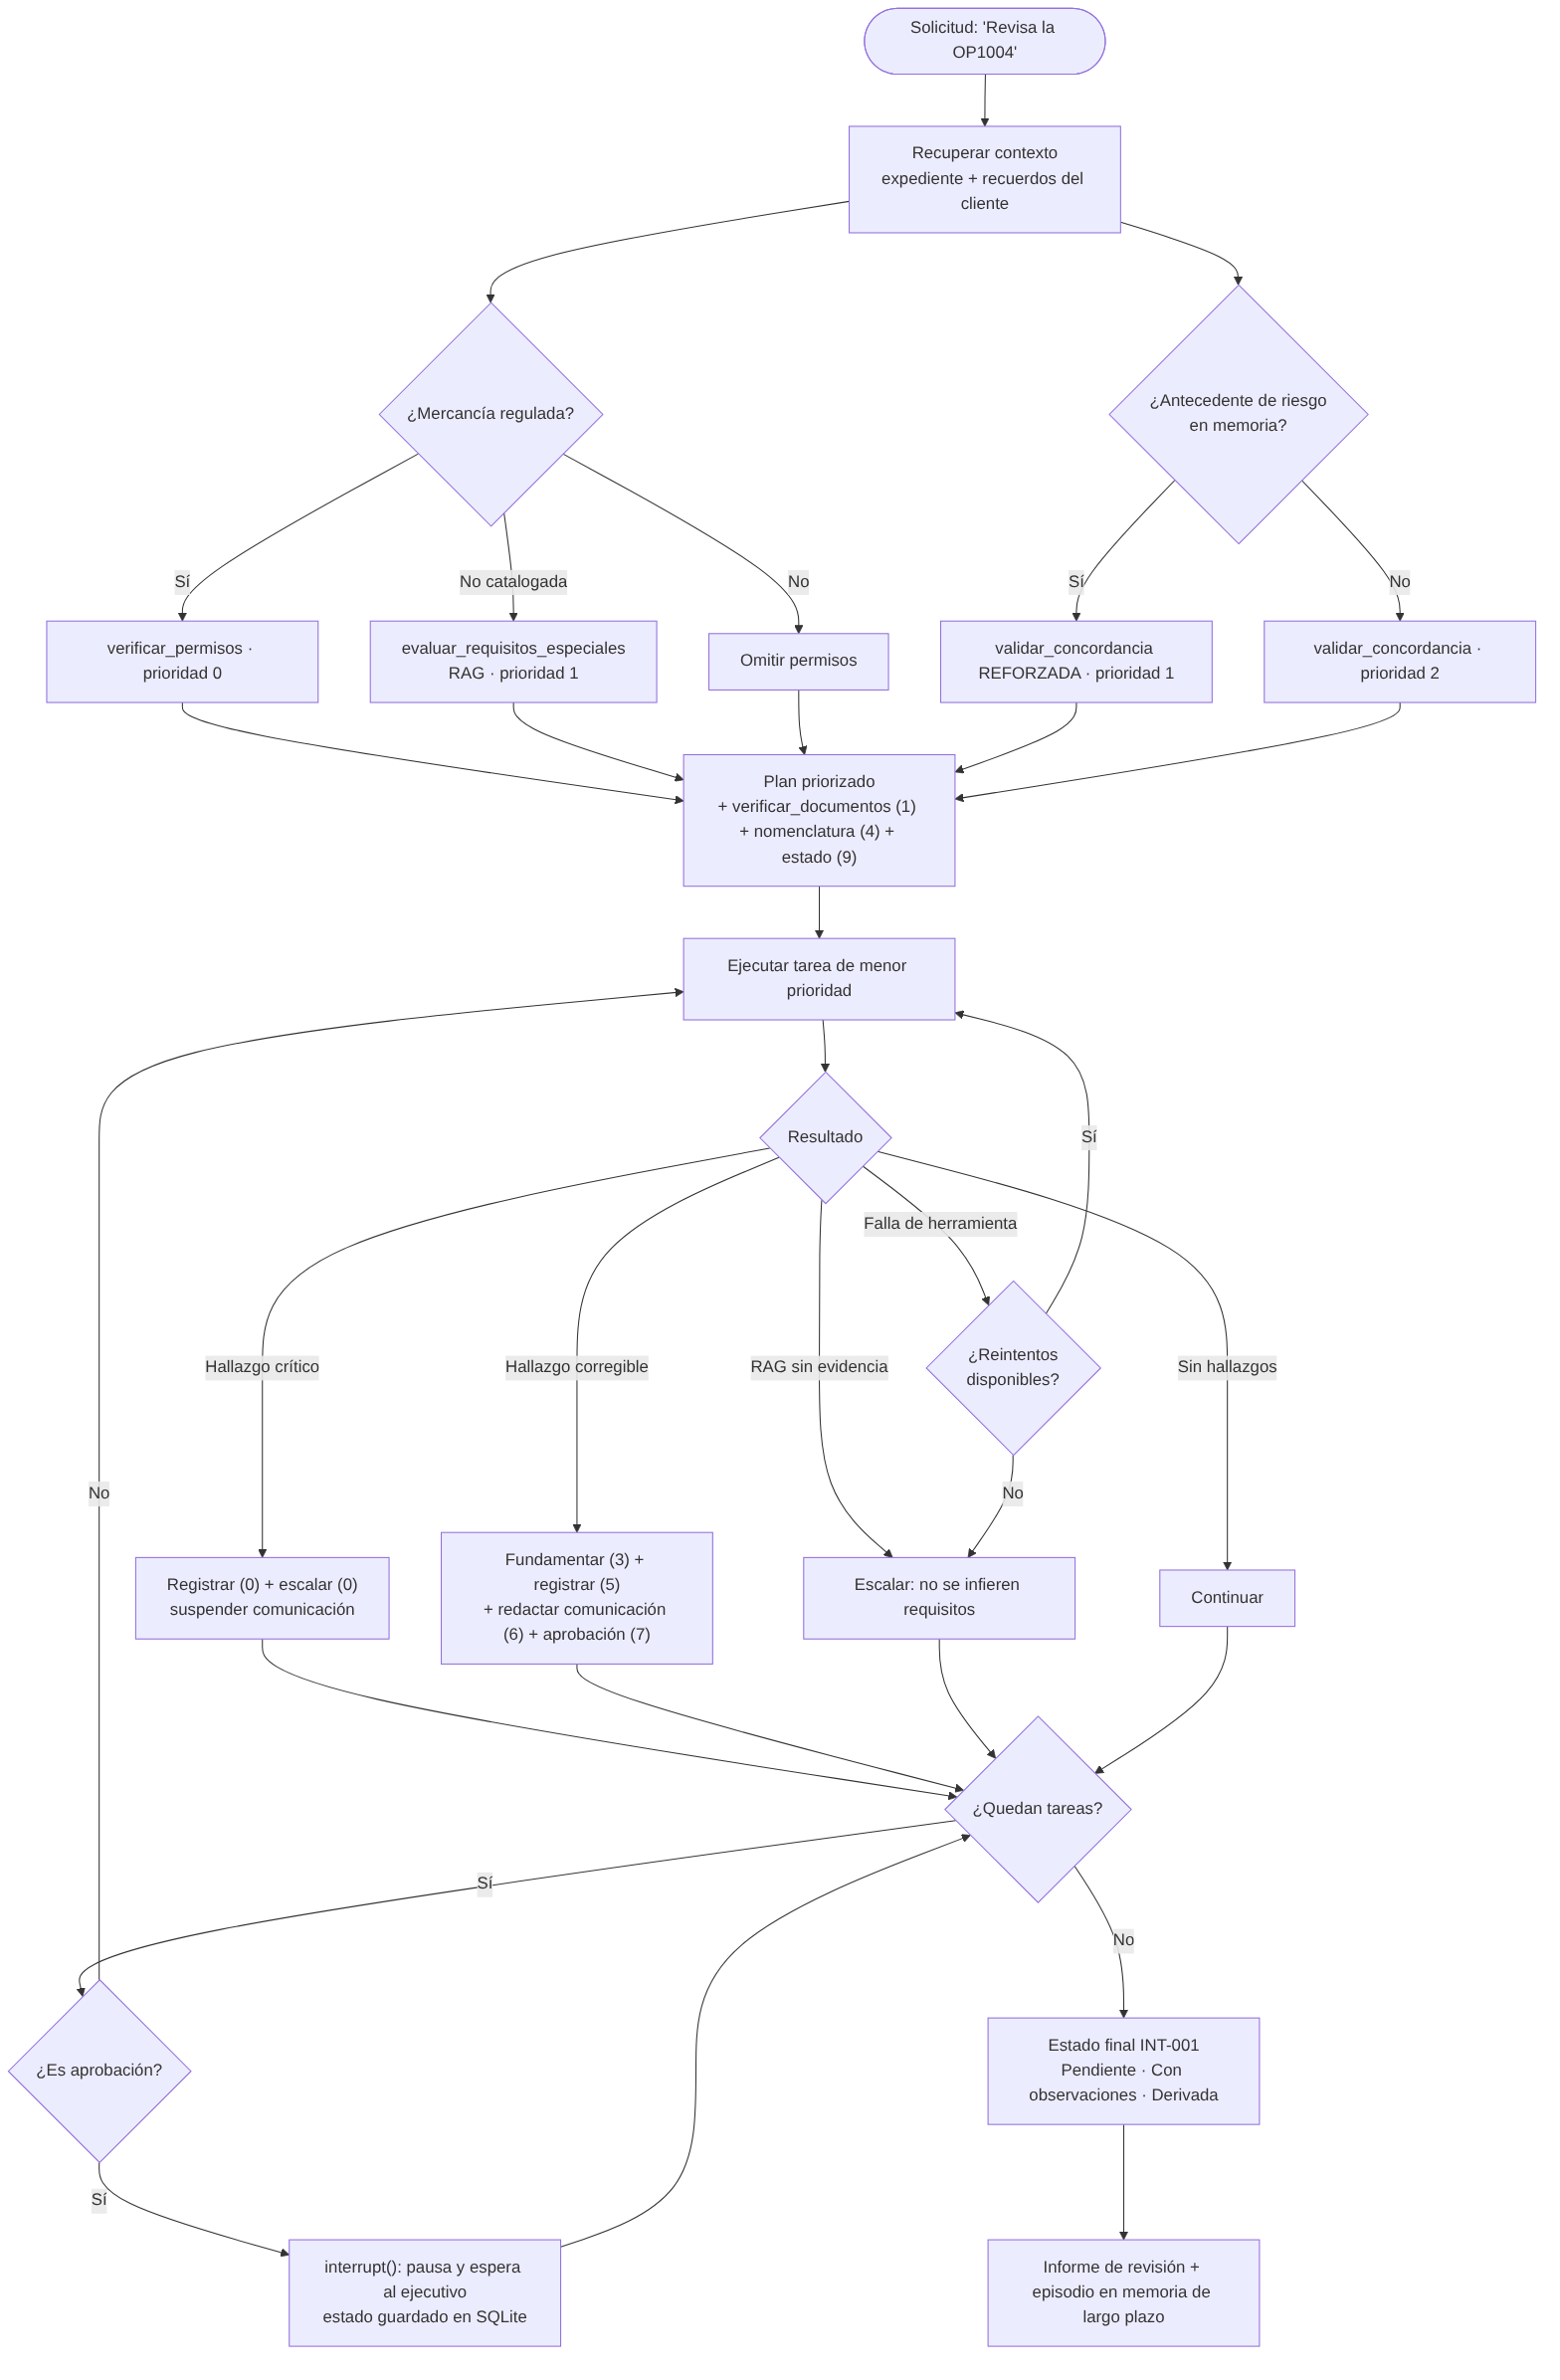 Solicitud: 'Revisa la
OP1004'
Recuperar contexto
expediente + recuerdos del
cliente
¿Mercancía regulada?
¿Antecedente de riesgo
en memoria?
Sí
No catalogada
No
Sí
No
verificar_permisos ·
prioridad 0
evaluar_requisitos_especiales
RAG · prioridad 1
Omitir permisos
validar_concordancia
REFORZADA · prioridad 1
validar_concordancia ·
prioridad 2
Plan priorizado
+ verificar_documentos (1)
+ nomenclatura (4) +
estado (9)
Ejecutar tarea de menor
prioridad
Resultado
Sí
Falla de herramienta
¿Reintentos
disponibles?
Hallazgo crítico
Hallazgo corregible
RAG sin evidencia
Sin hallazgos
No
No
Registrar (0) + escalar (0)
suspender comunicación
Fundamentar (3) +
registrar (5)
+ redactar comunicación
(6) + aprobación (7)
Escalar: no se infieren
requisitos
Continuar
¿Quedan tareas?
Sí
No
¿Es aprobación?
Estado final INT-001
Pendiente · Con
observaciones · Derivada
Sí
interrupt(): pausa y espera
al ejecutivo
estado guardado en SQLite
Informe de revisión +
episodio en memoria de
largo plazo